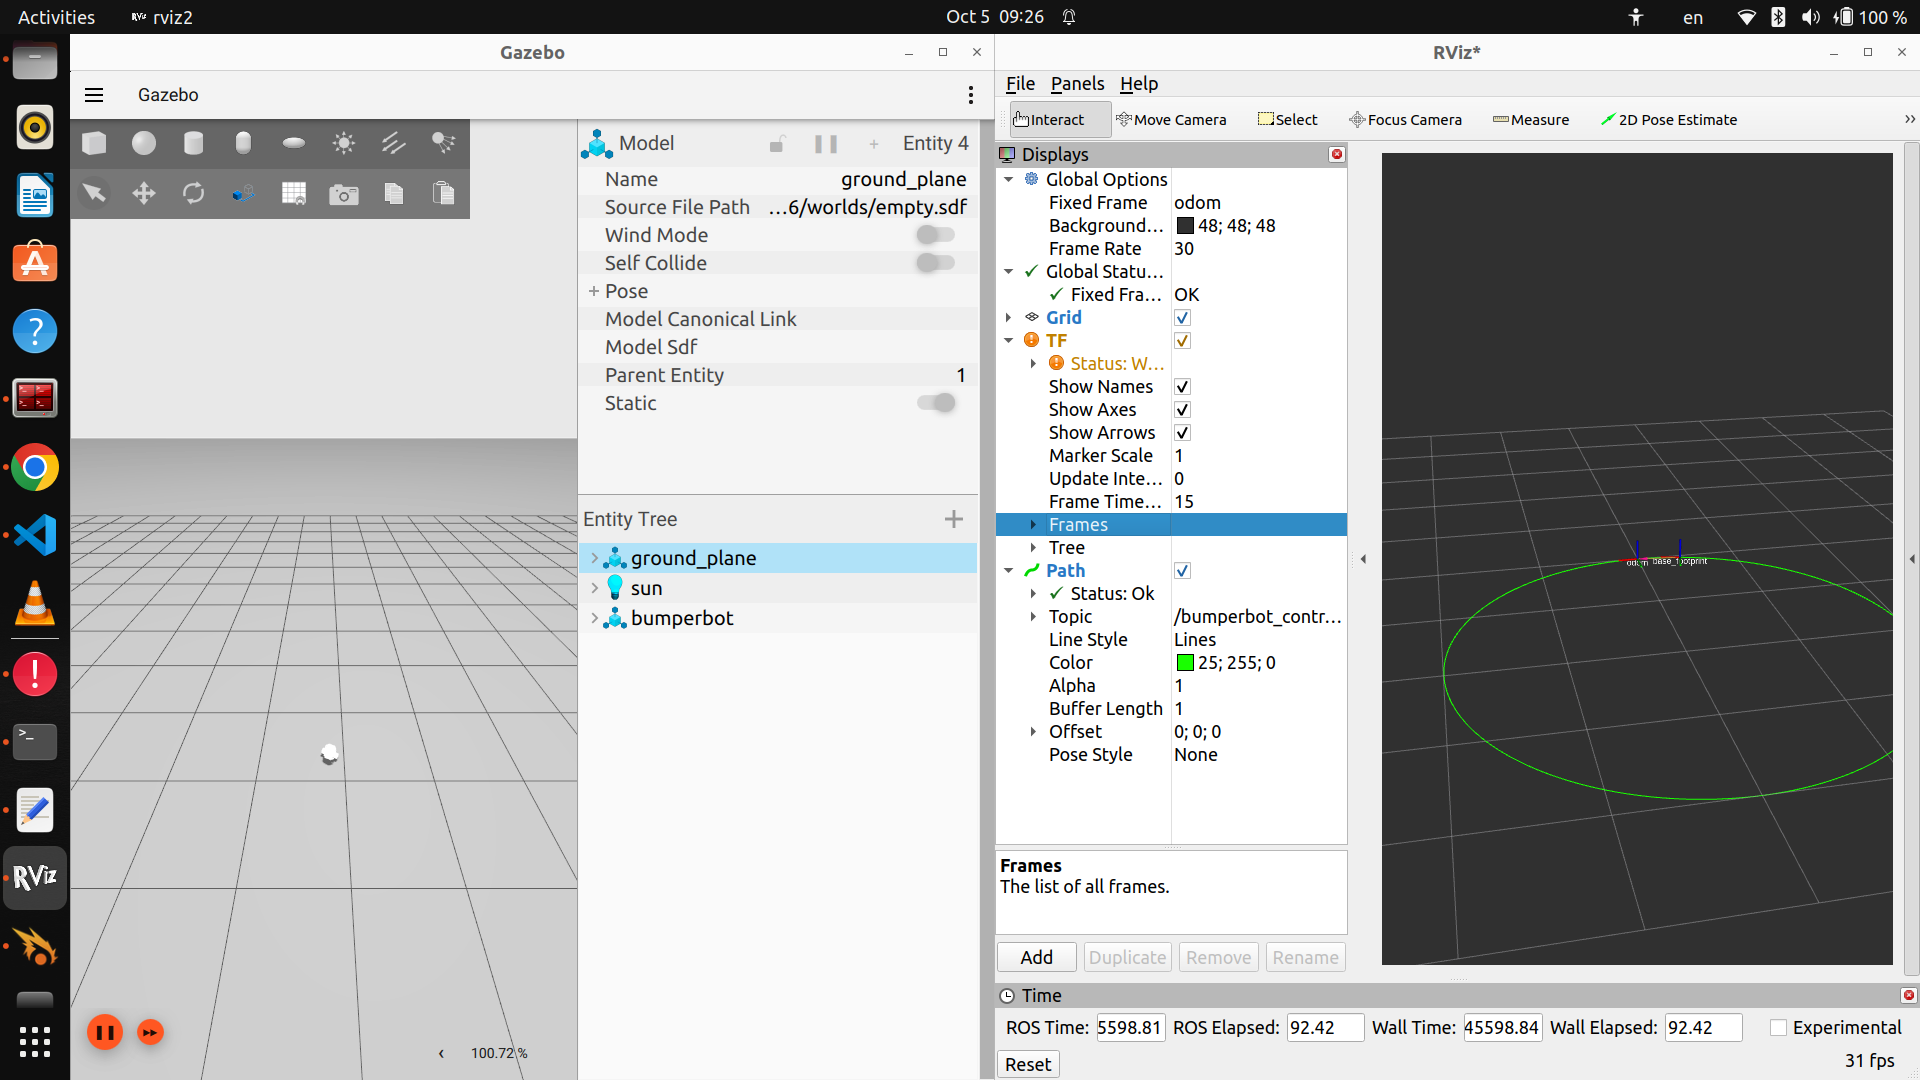 Activities
RViz rviz2
Oct 5 09:26
en
100 %
Gazebo
Gazebo
Model
Entity 4
Name
ground_plane
Source File Path
...6/worlds/empty.sdf
Wind Mode
Self Collide
+ Pose
Model Canonical Link
Model Sdf
Parent Entity
1
Static
Entity Tree
ground_plane
sun
bumperbot
100.72 %
RViz
RViz*
File Panels Help
Interact
Move Camera
Select
Focus Camera
Measure
2D Pose Estimate
»
Displays
Global Options
Fixed Frame odom
Background... 48; 48; 48
Frame Rate 30
Global Statu...
Fixed Fra... OK
Grid
TF
Status: W...
Show Names
Show Axes
Show Arrows
Marker Scale 1
Update Inte... 0
Frame Time... 15
Frames
Tree
Path
Status: Ok
Topic /bumperbot_contr...
Line Style Lines
Color 25; 255; 0
Alpha 1
Buffer Length 1
Offset 0; 0; 0
Pose Style None
odom
base_footprint
Frames
The list of all frames.
Add Duplicate Remove Rename
Time
ROS Time: 5598.81 ROS Elapsed: 92.42 Wall Time: 45598.84 Wall Elapsed: 92.42 Experimental
Reset
31 fps